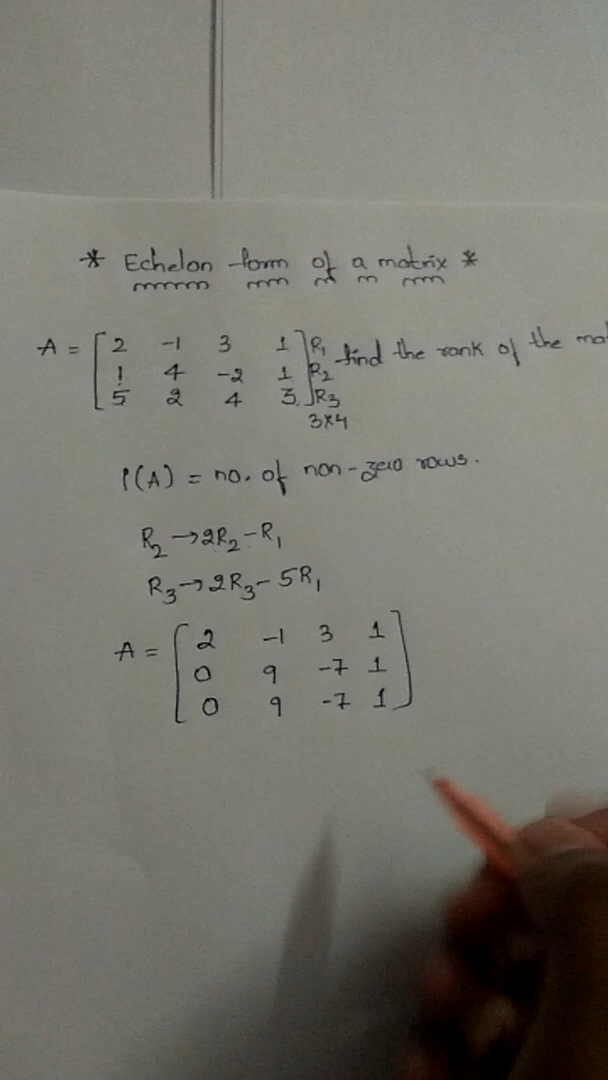 * Echelon form of a matrix *
A = [ 2 -1 3 1 ] R1 find the rank of the
1 4 -2 1 R2
5 2 4 3 R3
3×4
ρ(A) = no. of non-zero rows.
R2 → 2R2 - R1
R3 → 2R3 - 5R1
A = [ 2 -1 3 1 ]
0 9 -7 1
0 9 -7 1